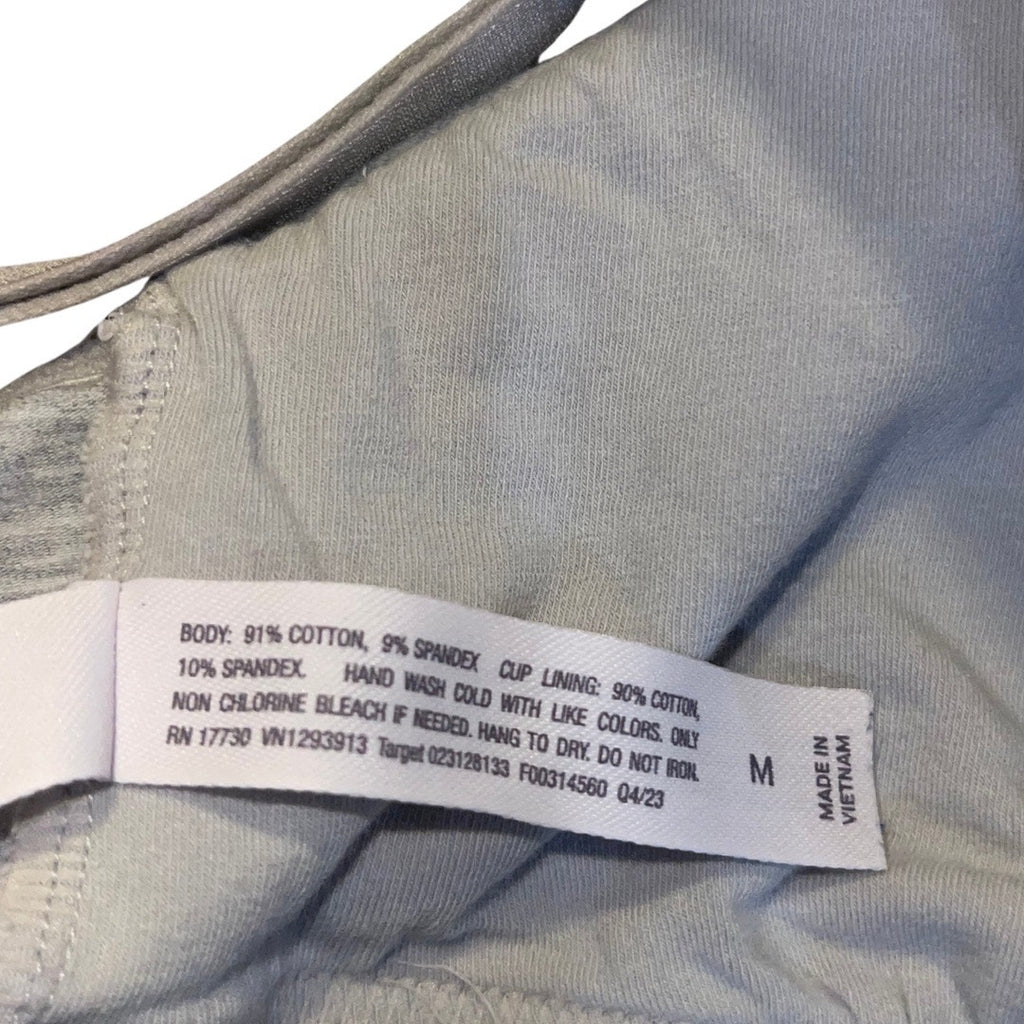 BODY: 91% COTTON, 9% SPANDEX CUP LINING: 90% COTTON,
10% SPANDEX. HAND WASH COLD WITH LIKE COLORS. ONLY
NON CHLORINE BLEACH IF NEEDED. HANG TO DRY. DO NOT IRON.
RN 17730 VN1293913 Target 023128133 F00314560 Q4/23
M
MADE IN
VIETNAM